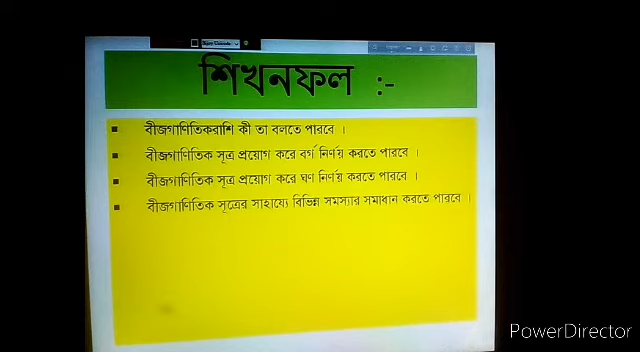 শিখনফল :-
▪ বীজগাণিতিকরাশি কী তা বলতে পারবে ।
▪ বীজগাণিতিক সূত্র প্রয়োগ করে বর্গ নির্ণয় করতে পারবে ।
▪ বীজগাণিতিক সূত্র প্রয়োগ করে ঘণ নির্ণয় করতে পারবে ।
▪ বীজগাণিতিক সূত্রের সাহায্যে বিভিন্ন সমস্যার সমাধান করতে পারবে ।
PowerDirector